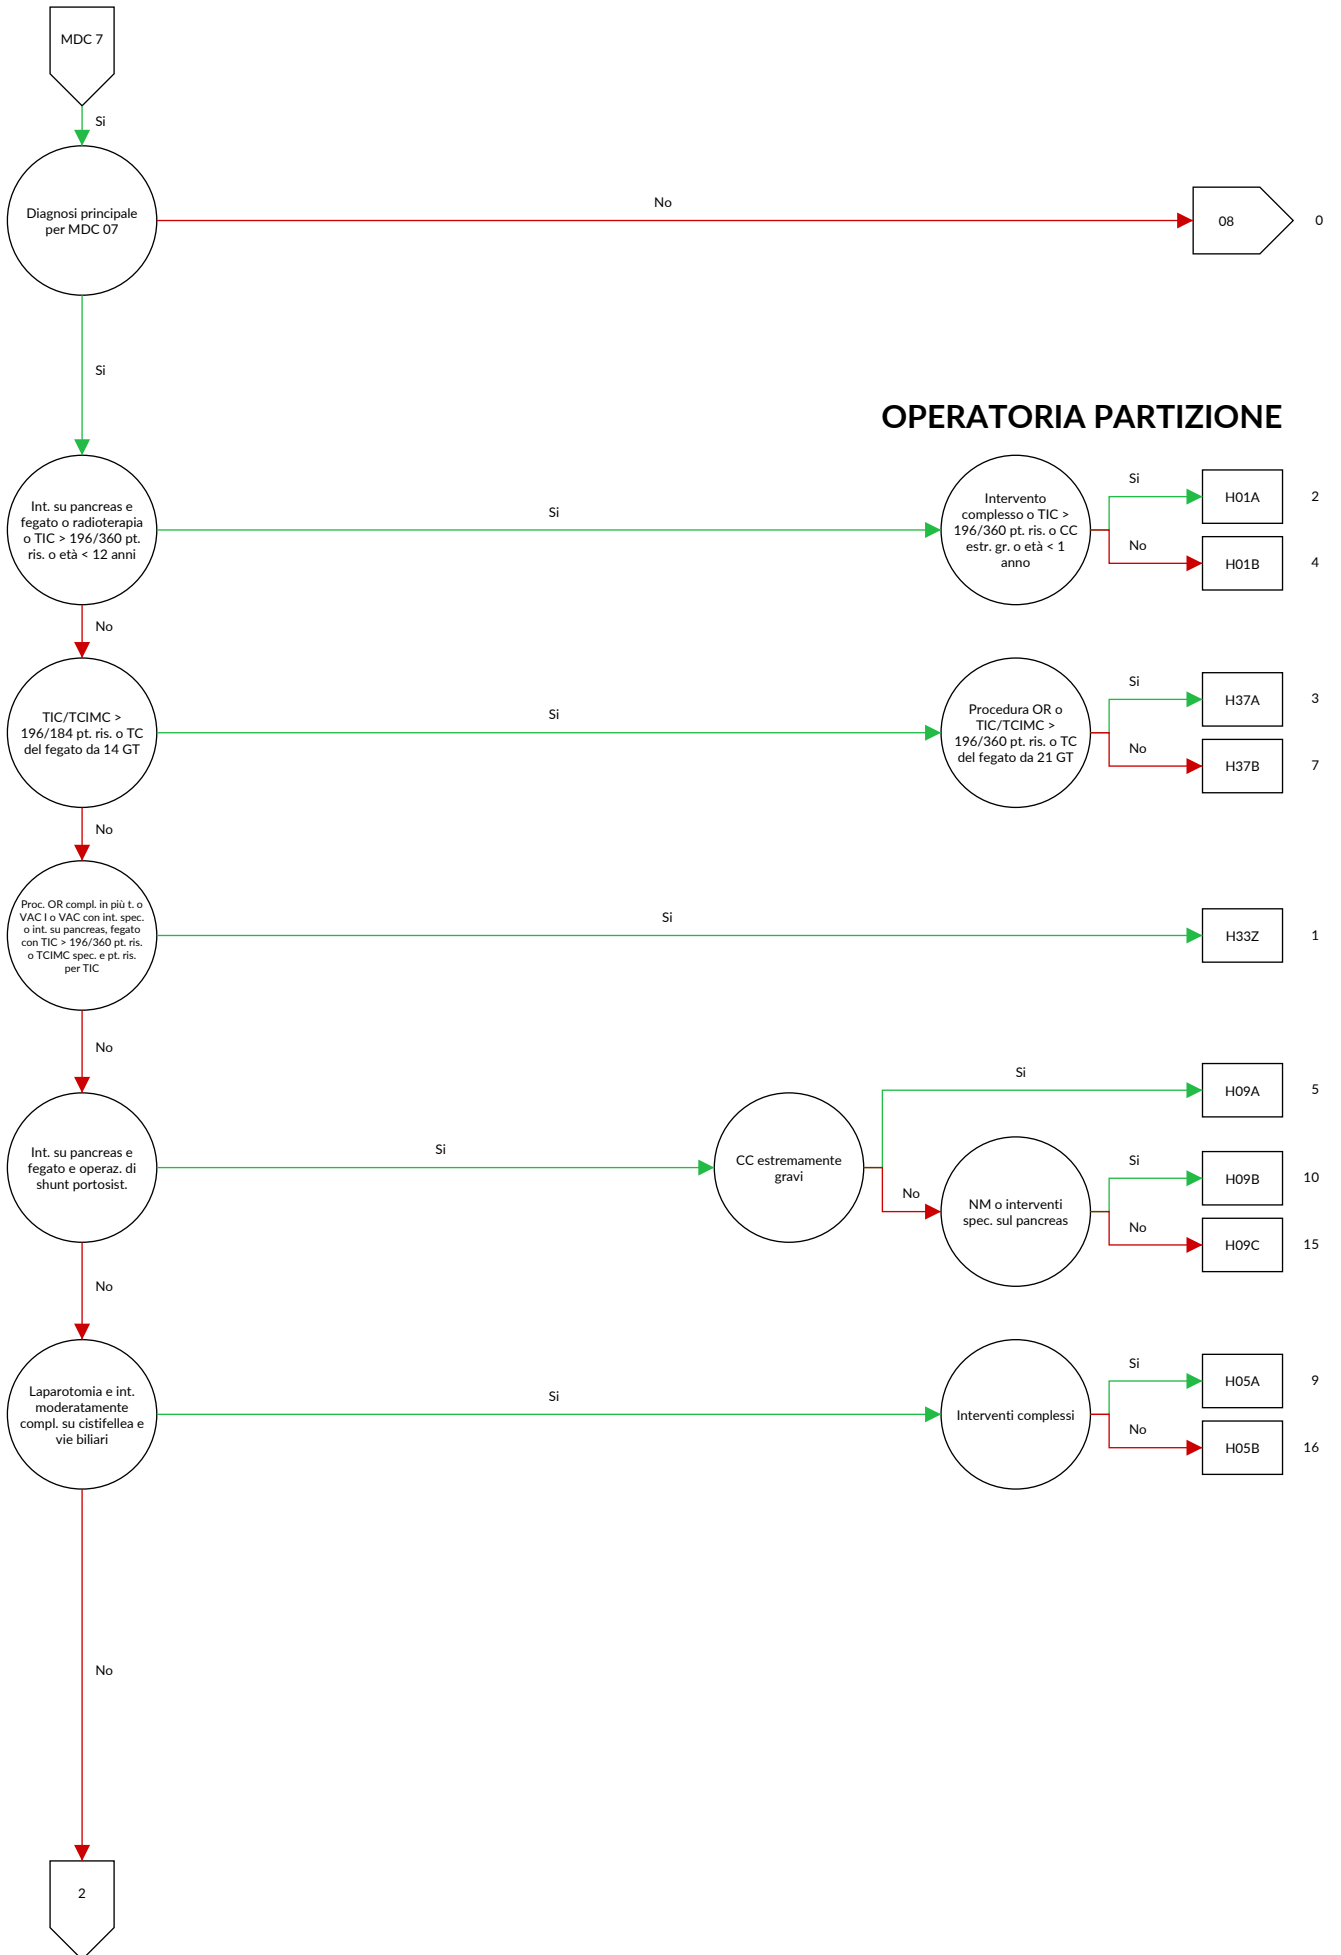 MDC 7
Si
Diagnosi principale
per MDC 07
No
08
0
Si
OPERATORIA PARTIZIONE
Int. su pancreas e
fegato o radioterapia
o TIC > 196/360 pt.
ris. o età < 12 anni
Si
Intervento
complesso o TIC >
196/360 pt. ris. o CC
estr. gr. o età < 1
anno
Si
H01A
2
No
H01B
4
No
TIC/TCIMC >
196/184 pt. ris. o TC
del fegato da 14 GT
Si
Procedura OR o
TIC/TCIMC >
196/360 pt. ris. o TC
del fegato da 21 GT
Si
H37A
3
No
H37B
7
No
Proc. OR compl. in più t. o
VAC I o VAC con int. spec.
o int. su pancreas, fegato
con TIC > 196/360 pt. ris.
o TCIMC spec. e pt. ris.
per TIC
Si
H33Z
1
No
Int. su pancreas e
fegato e operaz. di
shunt portosist.
Si
CC estremamente
gravi
Si
H09A
5
No
NM o interventi
spec. sul pancreas
Si
H09B
10
No
H09C
15
No
Laparotomia e int.
moderatamente
compl. su cistifellea e
vie biliari
Si
Interventi complessi
Si
H05A
9
No
H05B
16
No
2